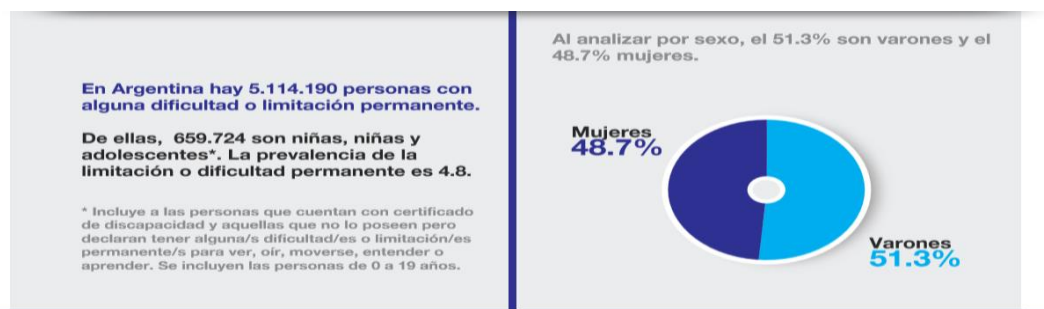 En Argentina hay 5.114.190 personas con
alguna dificultad o limitación permanente.
De ellas, 659.724 son niñas, niñas y
adolescentes*. La prevalencia de la
limitación o dificultad permanente es 4.8.
* Incluye a las personas que cuentan con certificado
de discapacidad y aquellas que no lo poseen pero
declaran tener alguna/s dificultad/es o limitación/es
permanente/s para ver, oír, moverse, entender o
aprender. Se incluyen las personas de 0 a 19 años.
Al analizar por sexo, el 51.3% son varones y el
48.7% mujeres.
Mujeres
48.7%
Varones
51.3%